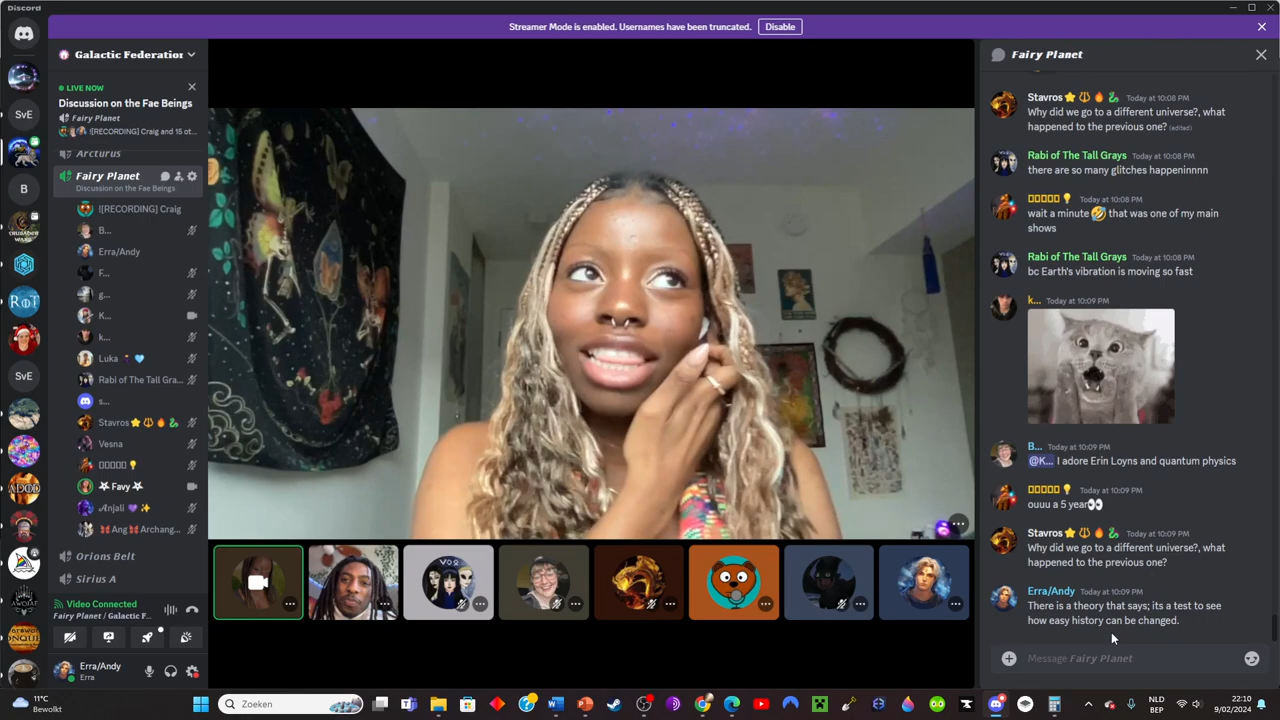 Discord
Streamer Mode is enabled. Usernames have been truncated.
Disable
Galactic Federation
LIVE NOW
Discussion on the Fae Beings
Fairy Planet
![RECORDING] Craig and 15 ot...
Arcturus
Fairy Planet
Discussion on the Fae Beings
![RECORDING] Craig
B...
Erra/Andy
F...
g...
K...
k...
Luka
Rabi of The Tall Gra...
s...
Stavros
Vesna
Favy
Anjali
Ang Archang...
Orions Belt
Sirius A
Video Connected
Fairy Planet / Galactic F...
Erra/Andy
Erra
SvE
B
SvE
Fairy Planet
Stavros Today at 10:08 PM
Why did we go to a different universe?, what
happened to the previous one? (edited)
Rabi of The Tall Grays Today at 10:08 PM
there are so many glitches happeninnnn
Today at 10:08 PM
wait a minute 🤣 that was one of my main
shows
Rabi of The Tall Grays Today at 10:08 PM
bc Earth's vibration is moving so fast
k... Today at 10:09 PM
B... Today at 10:09 PM
@K... I adore Erin Loyns and quantum physics
Today at 10:09 PM
ouuu a 5 year👀
Stavros Today at 10:09 PM
Why did we go to a different universe?, what
happened to the previous one?
Erra/Andy Today at 10:09 PM
There is a theory that says; its a test to see
how easy history can be changed.
Message Fairy Planet
11°C
Bewolkt
Zoeken
NLD
BEP
22:10
9/02/2024